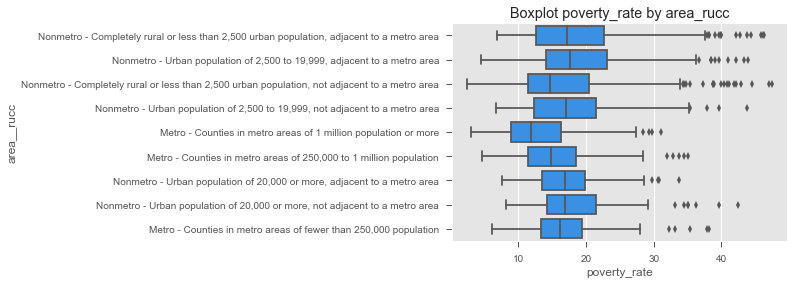 Boxplot poverty_rate by area_rucc
Nonmetro - Completely rural or less than 2,500 urban population, adjacent to a metro area
Nonmetro - Urban population of 2,500 to 19,999, adjacent to a metro area
Nonmetro - Completely rural or less than 2,500 urban population, not adjacent to a metro area
Nonmetro - Urban population of 2,500 to 19,999, not adjacent to a metro area
Metro - Counties in metro areas of 1 million population or more
Metro - Counties in metro areas of 250,000 to 1 million population
Nonmetro - Urban population of 20,000 or more, adjacent to a metro area
Nonmetro - Urban population of 20,000 or more, not adjacent to a metro area
Metro - Counties in metro areas of fewer than 250,000 population
area__rucc
10 20 30 40
poverty_rate